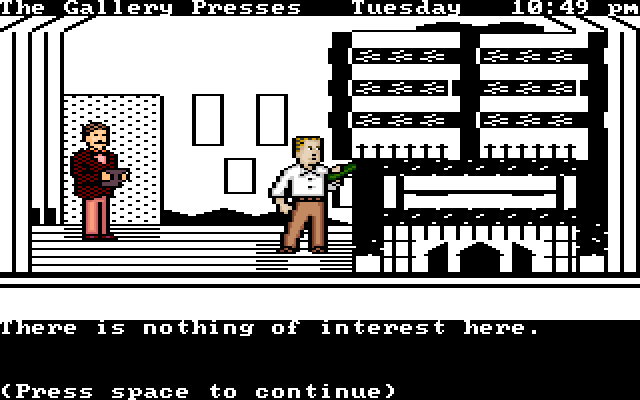 The Gallery Presses Tuesday 10:49 pm
There is nothing of interest here.
(Press space to continue)